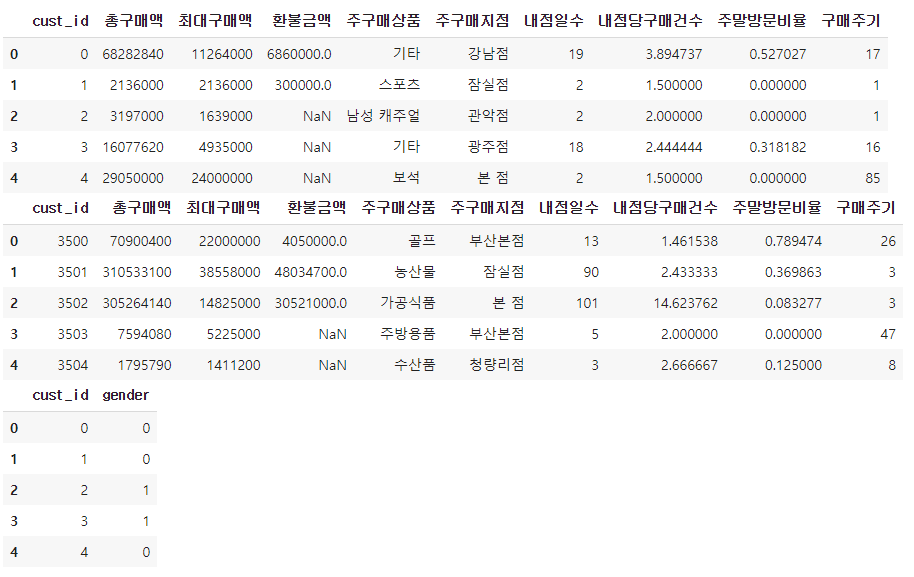 cust_id 총구매액 최대구매액 환불금액 주구매상품 주구매지점 내점일수 내점당구매건수 주말방문비율 구매주기
0 0 68282840 11264000 6860000.0 기타 강남점 19 3.894737 0.527027 17
1 1 2136000 2136000 300000.0 스포츠 잠실점 2 1.500000 0.000000 1
2 2 3197000 1639000 NaN 남성 캐주얼 관악점 2 2.000000 0.000000 1
3 3 16077620 4935000 NaN 기타 광주점 18 2.444444 0.318182 16
4 4 29050000 24000000 NaN 보석 본 점 2 1.500000 0.000000 85
cust_id 총구매액 최대구매액 환불금액 주구매상품 주구매지점 내점일수 내점당구매건수 주말방문비율 구매주기
0 3500 70900400 22000000 4050000.0 골프 부산본점 13 1.461538 0.789474 26
1 3501 310533100 38558000 48034700.0 농산물 잠실점 90 2.433333 0.369863 3
2 3502 305264140 14825000 30521000.0 가공식품 본 점 101 14.623762 0.083277 3
3 3503 7594080 5225000 NaN 주방용품 부산본점 5 2.000000 0.000000 47
4 3504 1795790 1411200 NaN 수산품 청량리점 3 2.666667 0.125000 8
cust_id gender
0 0 0
1 1 0
2 2 1
3 3 1
4 4 0